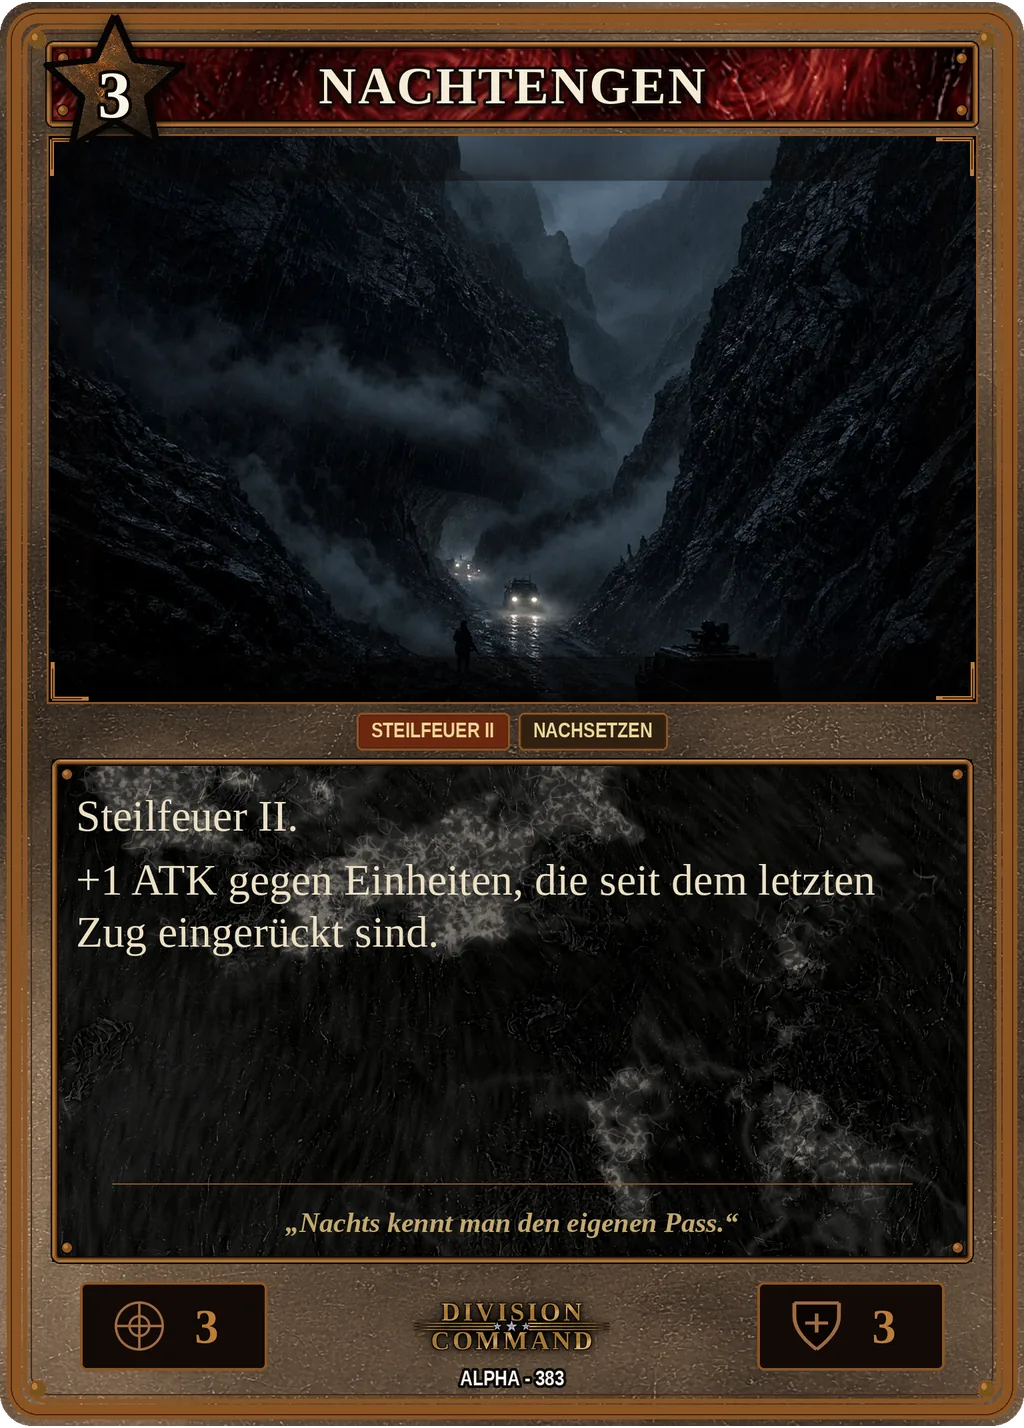 3
NACHTENGEN
STEILFEUER II
NACHSETZEN
Steilfeuer II.
+1 ATK gegen Einheiten, die seit dem letzten
Zug eingerückt sind.
„Nachts kennt man den eigenen Pass.“
3
DIVISION
COMMAND
ALPHA - 383
3